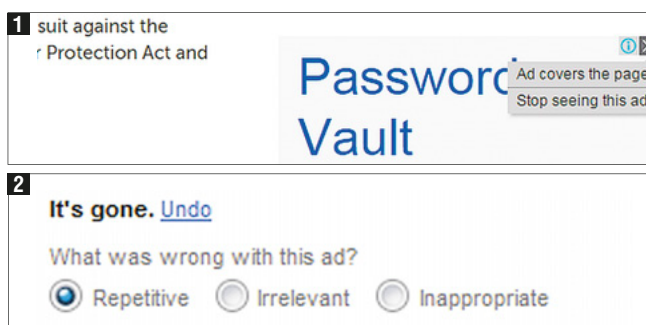 1
suit against the
r Protection Act and
Password
Vault
Ad covers the page
Stop seeing this ad
2
It's gone. Undo
What was wrong with this ad?
Repetitive Irrelevant Inappropriate